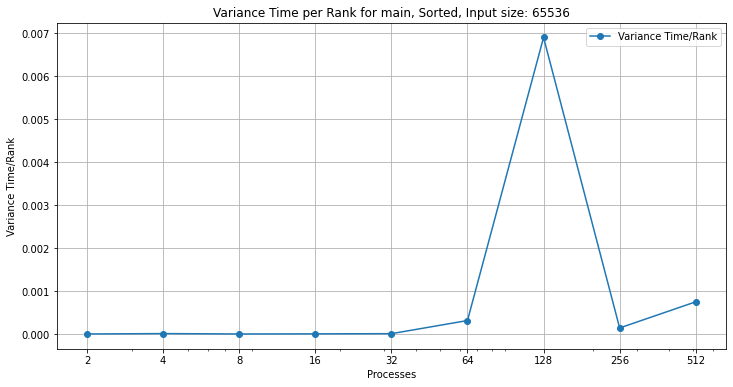 Variance Time per Rank for main, Sorted, Input size: 65536
Variance Time/Rank
0.007
0.006
0.005
0.004
0.003
0.002
0.001
0.000
Variance Time/Rank
2 4 8 16 32 64 128 256 512
Processes